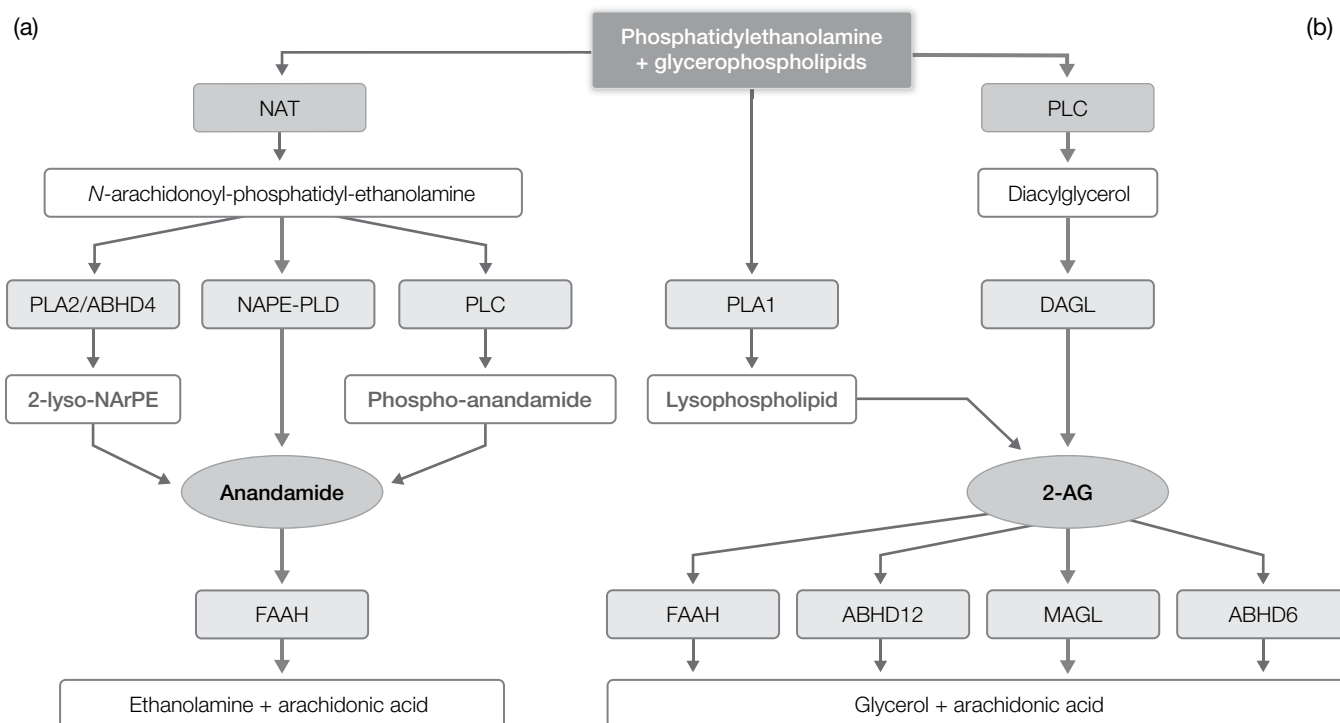 (a)
(b)
Phosphatidylethanolamine
+ glycerophospholipids
NAT
PLC
N-arachidonoyl-phosphatidyl-ethanolamine
Diacylglycerol
PLA2/ABHD4
NAPE-PLD
PLC
PLA1
DAGL
2-lyso-NArPE
Phospho-anandamide
Lysophospholipid
Anandamide
2-AG
FAAH
FAAH
ABHD12
MAGL
ABHD6
Ethanolamine + arachidonic acid
Glycerol + arachidonic acid